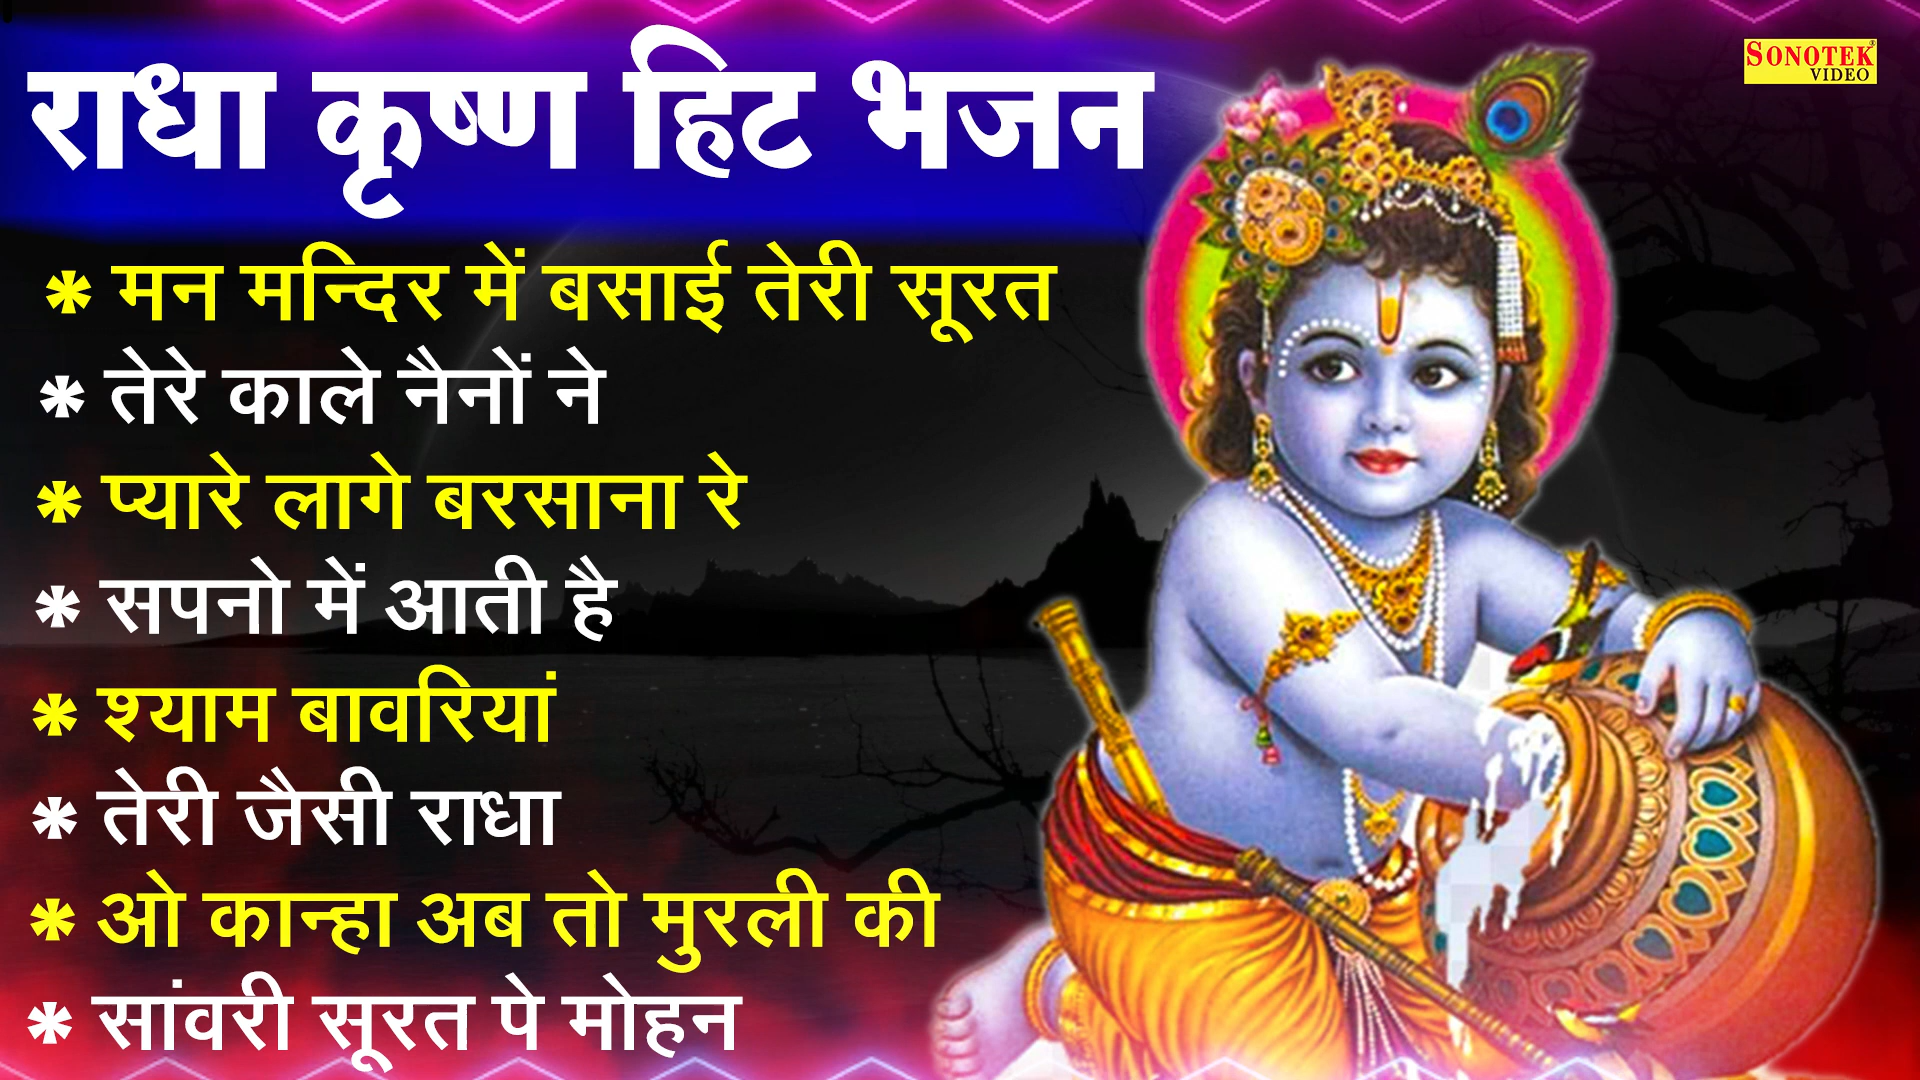 राधा कृष्ण हिट भजन
SONOTEK
VIDEO
* मन मन्दिर में बसाई तेरी सूरत
* तेरे काले नैनों ने
* प्यारे लागे बरसाना रे
* सपनो में आती है
* श्याम बावरियां
* तेरी जैसी राधा
* ओ कान्हा अब तो मुरली की
* सांवरी सूरत पे मोहन